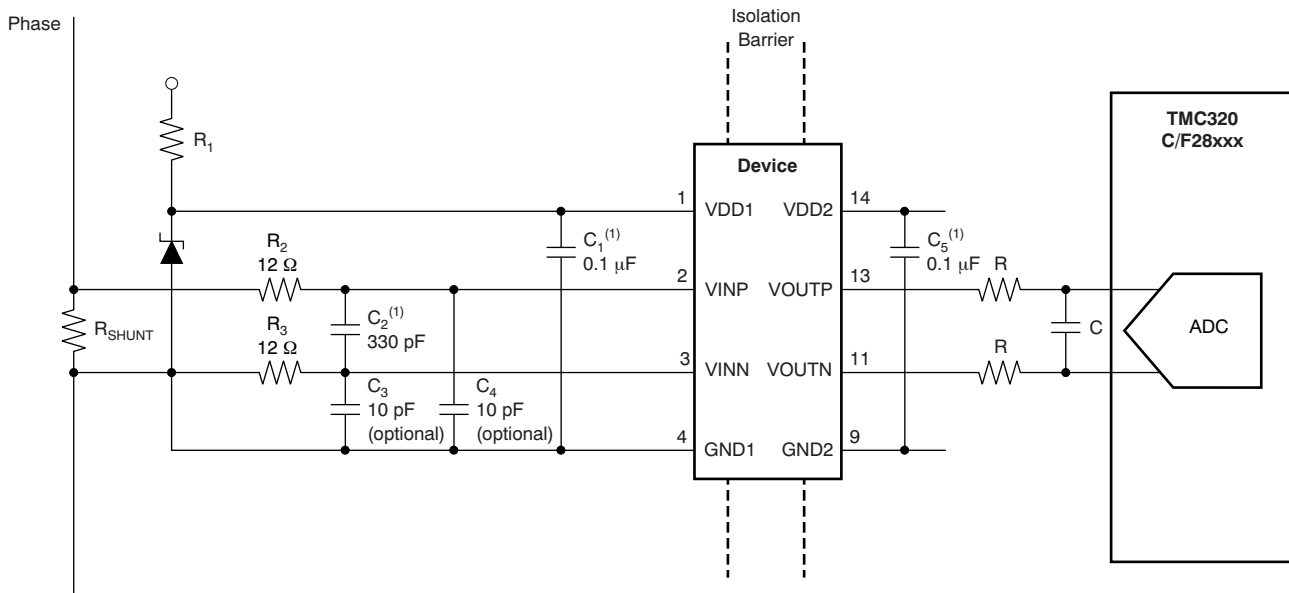 Phase
Isolation
Barrier
TMC320
C/F28xxx
R1
Device
1
VDD1
VDD2
14
R2
12 Ω
C1(1)
0.1 µF
C5(1)
0.1 µF
2
VINP
VOUTP
13
R
RSHUNT
C2(1)
330 pF
C
ADC
R3
12 Ω
3
VINN
VOUTN
11
R
C3
10 pF
(optional)
C4
10 pF
(optional)
4
GND1
GND2
9